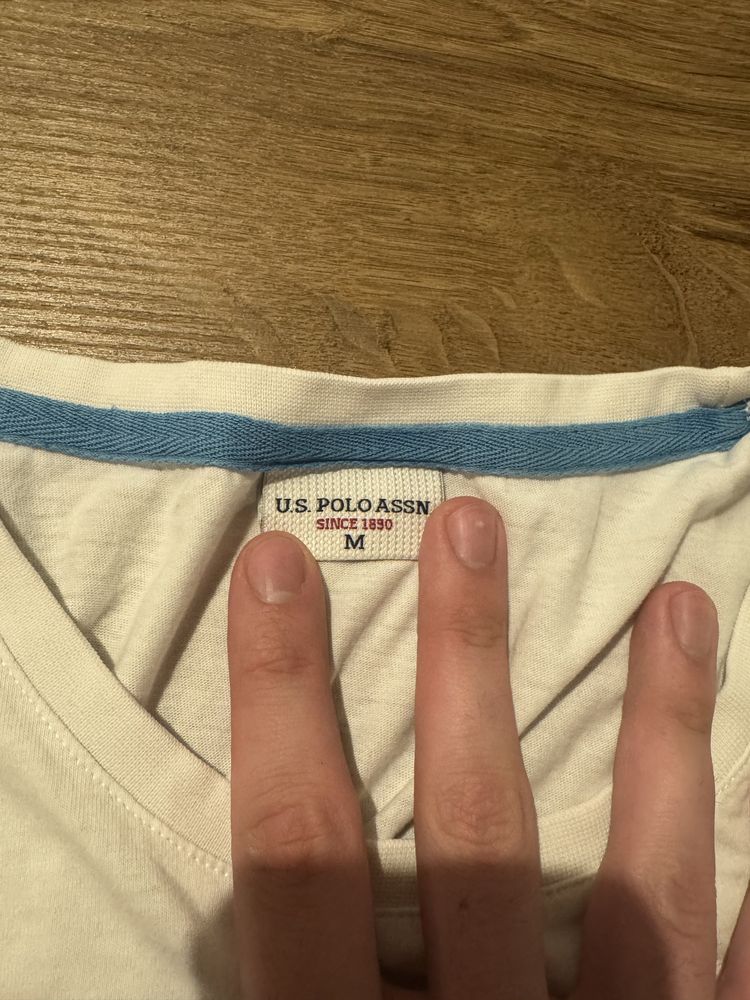 U.S. POLO ASSN.
SINCE 1890
M